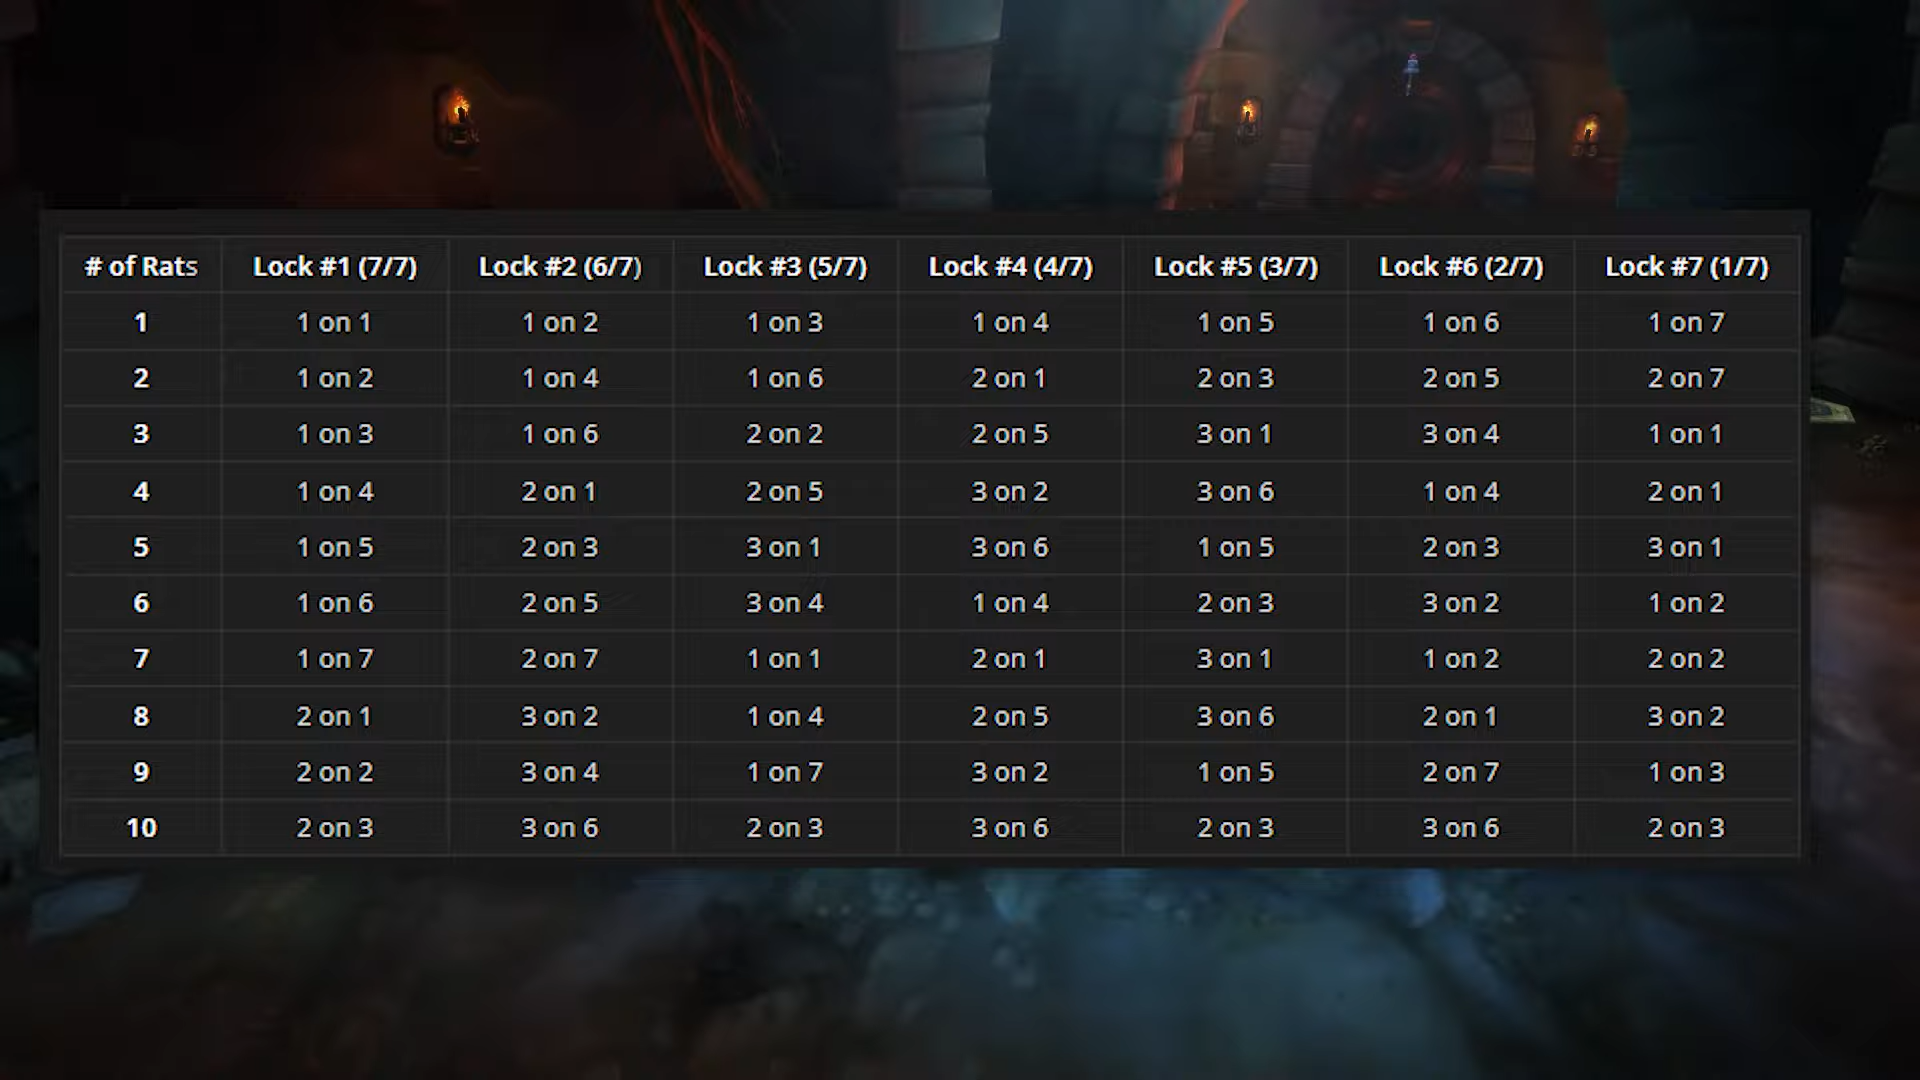 # of Rats Lock #1 (7/7) Lock #2 (6/7) Lock #3 (5/7) Lock #4 (4/7) Lock #5 (3/7) Lock #6 (2/7) Lock #7 (1/7)
1 1 on 1 1 on 2 1 on 3 1 on 4 1 on 5 1 on 6 1 on 7
2 1 on 2 1 on 4 1 on 6 2 on 1 2 on 3 2 on 5 2 on 7
3 1 on 3 1 on 6 2 on 2 2 on 5 3 on 1 3 on 4 1 on 1
4 1 on 4 2 on 1 2 on 5 3 on 2 3 on 6 1 on 4 2 on 1
5 1 on 5 2 on 3 3 on 1 3 on 6 1 on 5 2 on 3 3 on 1
6 1 on 6 2 on 5 3 on 4 1 on 4 2 on 3 3 on 2 1 on 2
7 1 on 7 2 on 7 1 on 1 2 on 1 3 on 1 1 on 2 2 on 2
8 2 on 1 3 on 2 1 on 4 2 on 5 3 on 6 2 on 1 3 on 2
9 2 on 2 3 on 4 1 on 7 3 on 2 1 on 5 2 on 7 1 on 3
10 2 on 3 3 on 6 2 on 3 3 on 6 2 on 3 3 on 6 2 on 3